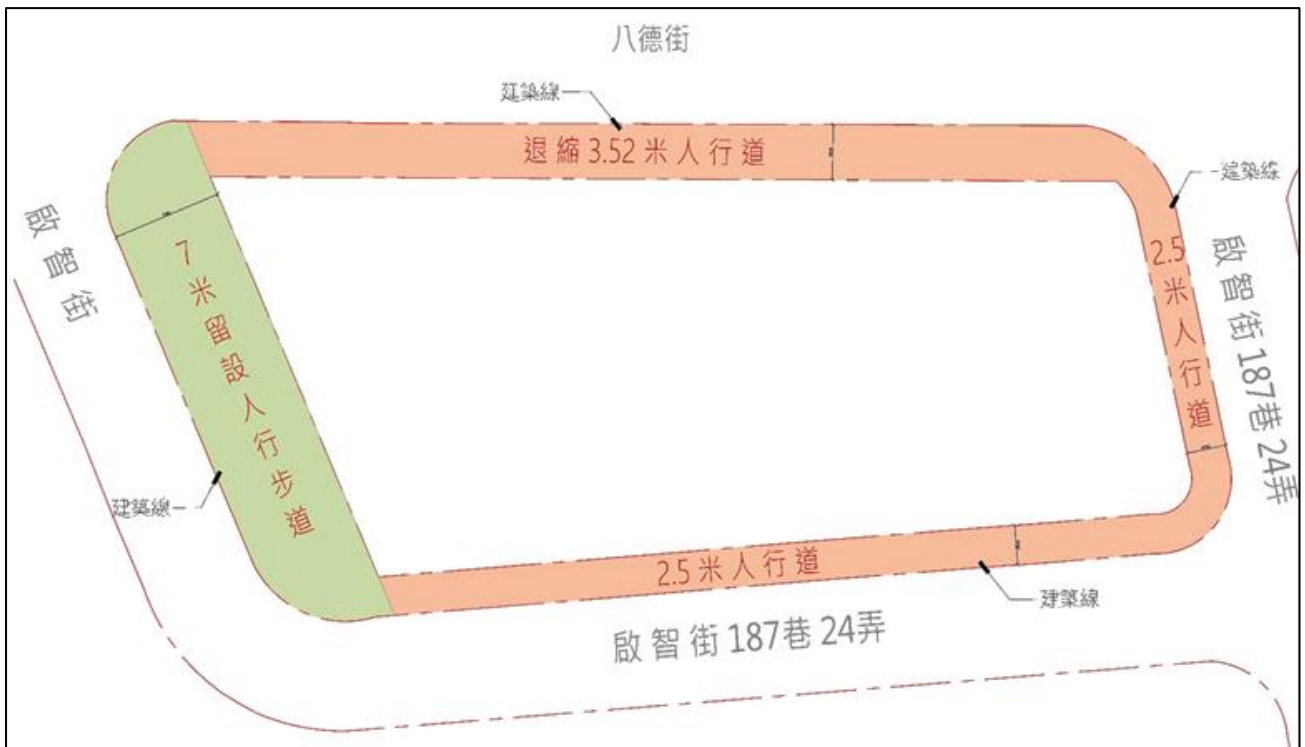 八德街
建築線
退縮 3.52 米人行道
建築線
啟智街
7米留設人行步道
2.5米人行道
啟智街187巷24弄
建築線
2.5 米人行道
建築線
啟智街187巷24弄